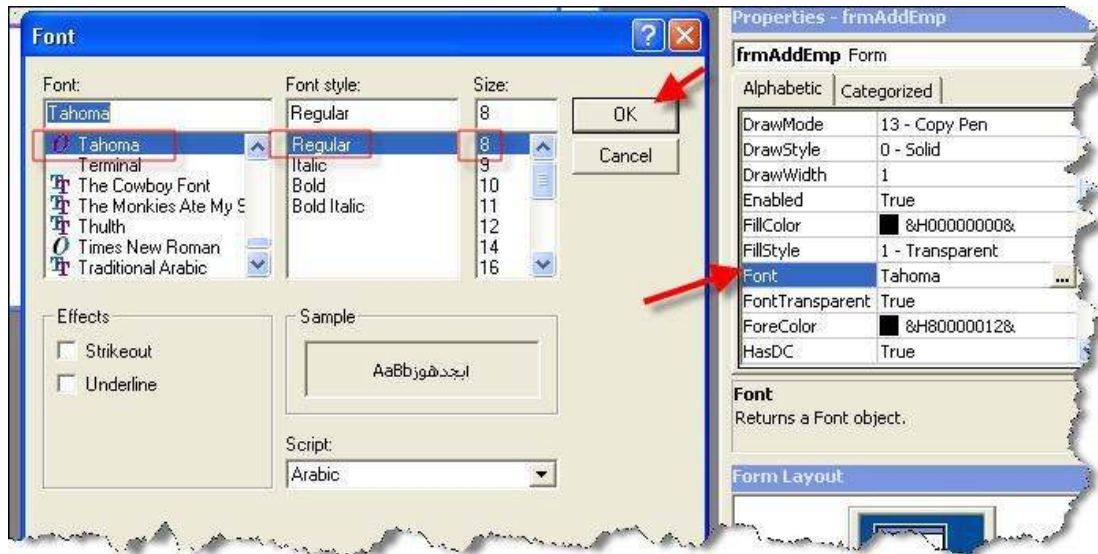 Font
Font:
Tahoma
Tahoma
Terminal
The Cowboy Font
The Monkies Ate My S
Thulth
Times New Roman
Traditional Arabic
Font style:
Regular
Regular
Italic
Bold
Bold Italic
Size:
8
8
9
10
11
12
14
16
OK
Cancel
Effects
Strikeout
Underline
Sample
AaBbابجدهوز
Script:
Arabic
Properties - frmAddEmp
frmAddEmp Form
Alphabetic Categorized
DrawMode 13 - Copy Pen
DrawStyle 0 - Solid
DrawWidth 1
Enabled True
FillColor &H00000000&
FillStyle 1 - Transparent
Font Tahoma ...
FontTransparent True
ForeColor &H80000012&
HasDC True
Font
Returns a Font object.
Form Layout